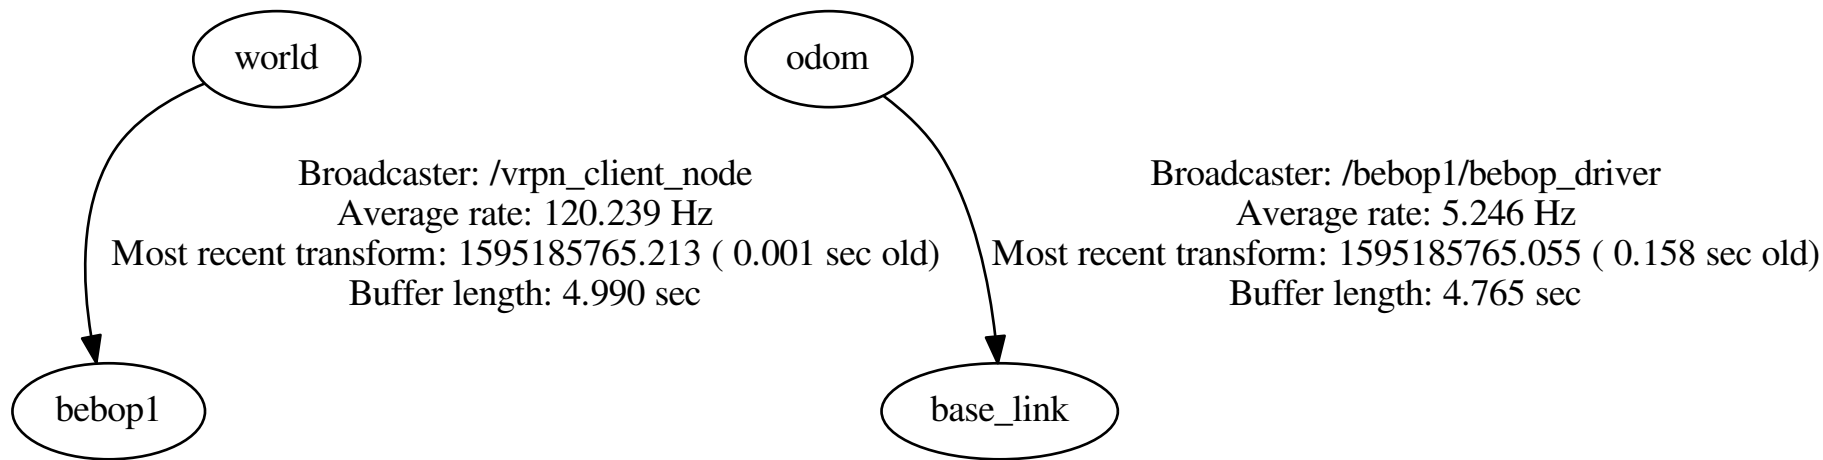 world
odom
Broadcaster: /vrpn_client_node
Average rate: 120.239 Hz
Most recent transform: 1595185765.213 ( 0.001 sec old)
Buffer length: 4.990 sec
Broadcaster: /bebop1/bebop_driver
Average rate: 5.246 Hz
Most recent transform: 1595185765.055 ( 0.158 sec old)
Buffer length: 4.765 sec
bebop1
base_link